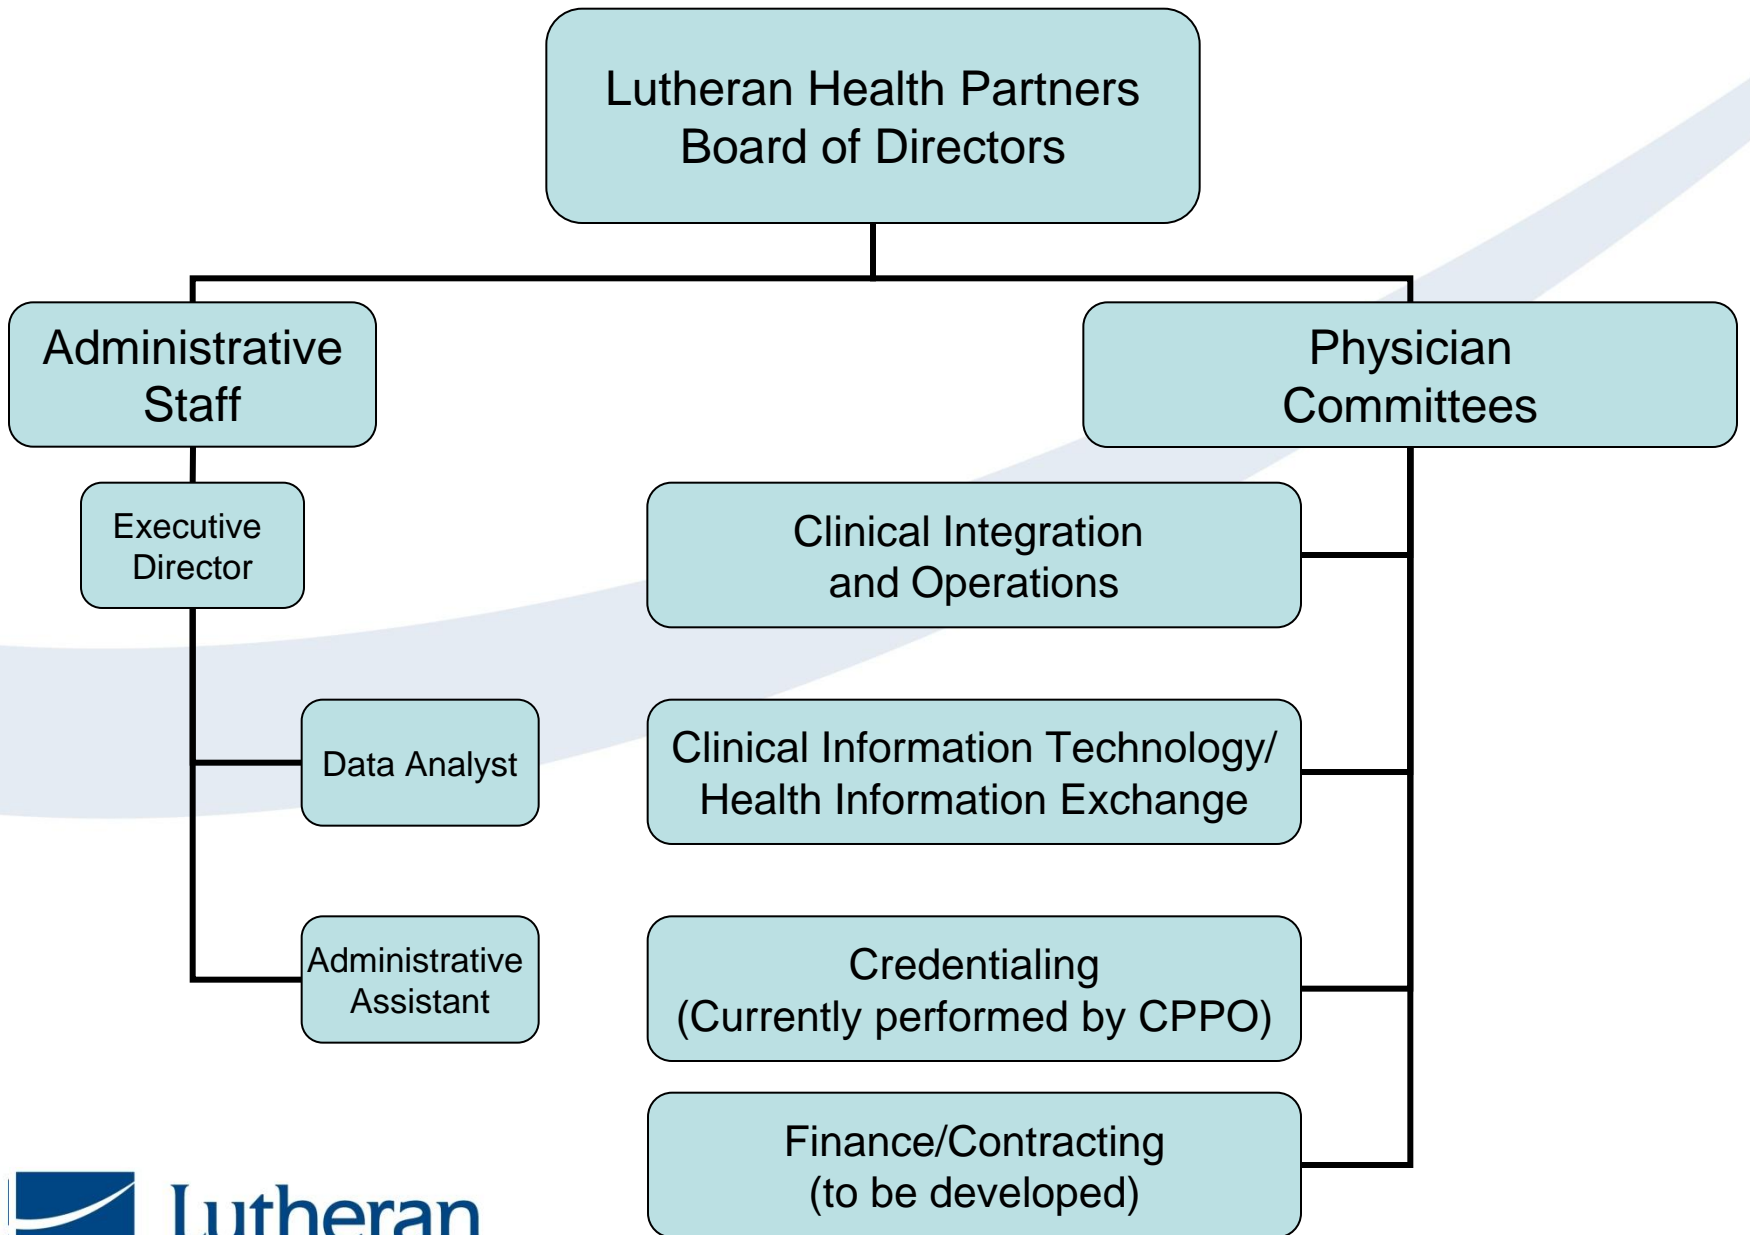 Lutheran Health Partners
Board of Directors
Administrative
Staff
Physician
Committees
Executive
Director
Clinical Integration
and Operations
Data Analyst
Clinical Information Technology/
Health Information Exchange
Administrative
Assistant
Credentialing
(Currently performed by CPPO)
Finance/Contracting
(to be developed)
Lutheran